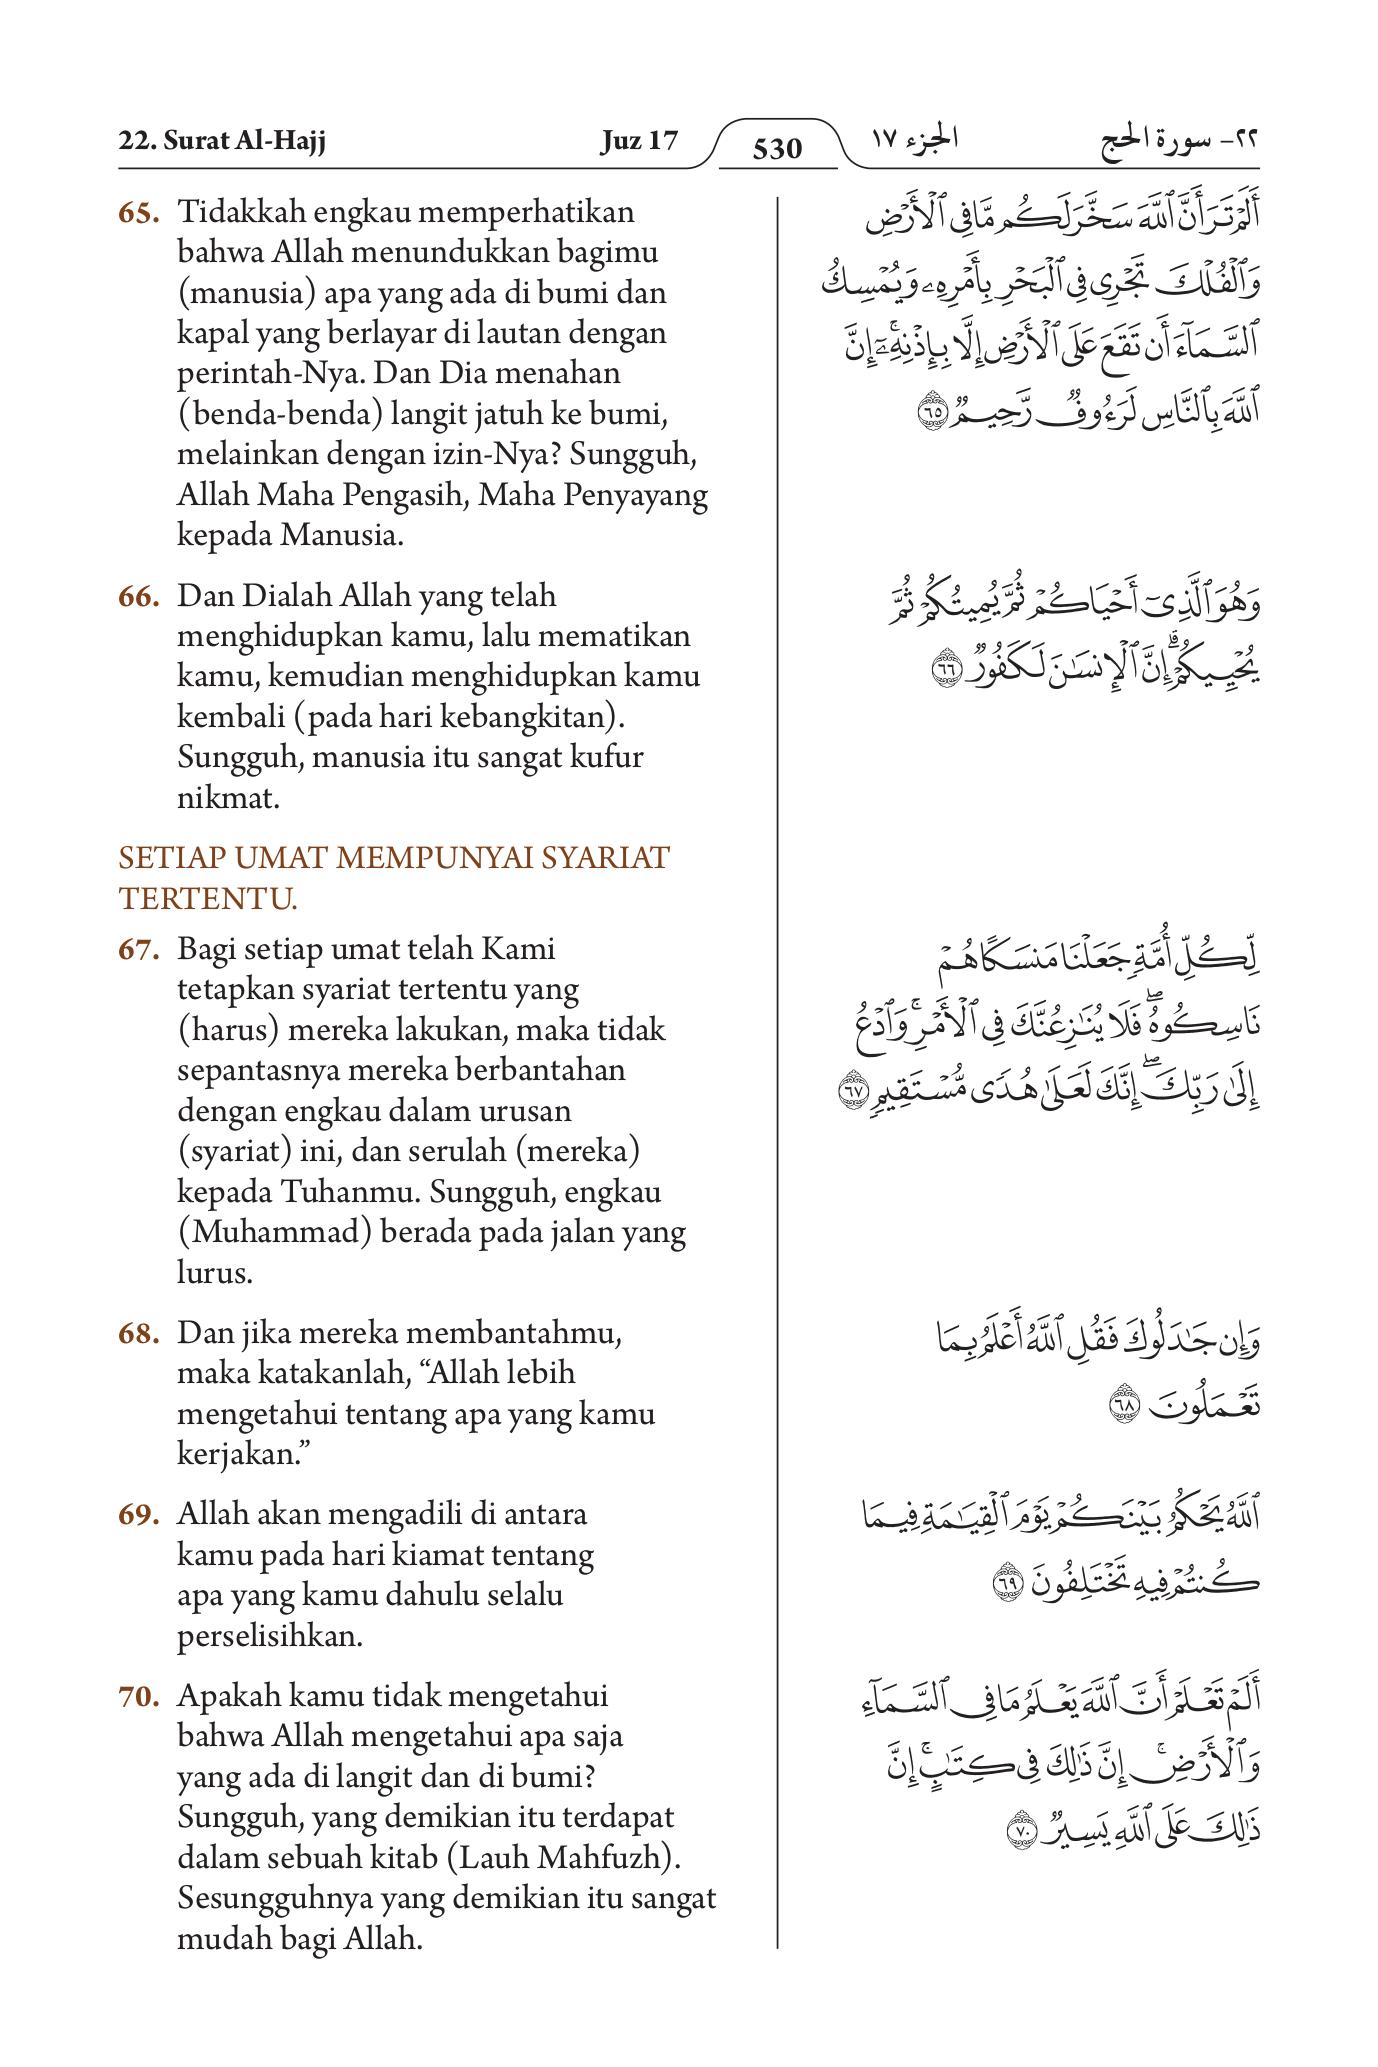 22. Surat Al-Hajj Juz 17 530 الجزء ١٧ ٢٢- سورة الحج
65. Tidakkah engkau memperhatikan
bahwa Allah menundukkan bagimu
(manusia) apa yang ada di bumi dan
kapal yang berlayar di lautan dengan
perintah-Nya. Dan Dia menahan
(benda-benda) langit jatuh ke bumi,
melainkan dengan izin-Nya? Sungguh,
Allah Maha Pengasih, Maha Penyayang
kepada Manusia.
66. Dan Dialah Allah yang telah
menghidupkan kamu, lalu mematikan
kamu, kemudian menghidupkan kamu
kembali (pada hari kebangkitan).
Sungguh, manusia itu sangat kufur
nikmat.
SETIAP UMAT MEMPUNYAI SYARIAT
TERTENTU.
67. Bagi setiap umat telah Kami
tetapkan syariat tertentu yang
(harus) mereka lakukan, maka tidak
sepantasnya mereka berbantahan
dengan engkau dalam urusan
(syariat) ini, dan serulah (mereka)
kepada Tuhanmu. Sungguh, engkau
(Muhammad) berada pada jalan yang
lurus.
68. Dan jika mereka membantahmu,
maka katakanlah, “Allah lebih
mengetahui tentang apa yang kamu
kerjakan.”
69. Allah akan mengadili di antara
kamu pada hari kiamat tentang
apa yang kamu dahulu selalu
perselisihkan.
70. Apakah kamu tidak mengetahui
bahwa Allah mengetahui apa saja
yang ada di langit dan di bumi?
Sungguh, yang demikian itu terdapat
dalam sebuah kitab (Lauh Mahfuzh).
Sesungguhnya yang demikian itu sangat
mudah bagi Allah.
أَلَمۡ تَرَ أَنَّ ٱللَّهَ سَخَّرَ لَكُم مَّا فِي ٱلۡأَرۡضِ
وَٱلۡفُلۡكَ تَجۡرِي فِي ٱلۡبَحۡرِ بِأَمۡرِهِۦ وَيُمۡسِكُ
ٱلسَّمَآءَ أَن تَقَعَ عَلَى ٱلۡأَرۡضِ إِلَّا بِإِذۡنِهِۦٓۚ إِنَّ
ٱللَّهَ بِٱلنَّاسِ لَرَءُوفٞ رَّحِيمٞ ٦٥
وَهُوَ ٱلَّذِيٓ أَحۡيَاكُمۡ ثُمَّ يُمِيتُكُمۡ ثُمَّ
يُحۡيِيكُمۡۗ إِنَّ ٱلۡإِنسَٰنَ لَكَفُورٞ ٦٦
لِّكُلِّ أُمَّةٖ جَعَلۡنَا مَنسَكًا هُمۡ
نَاسِكُوهُۖ فَلَا يُنَٰزِعُنَّكَ فِي ٱلۡأَمۡرِۚ وَٱدۡعُ
إِلَىٰ رَبِّكَۖ إِنَّكَ لَعَلَىٰ هُدٗى مُّسۡتَقِيمٖ ٦٧
وَإِن جَٰدَلُوكَ فَقُلِ ٱللَّهُ أَعۡلَمُ بِمَا
تَعۡمَلُونَ ٦٨
ٱللَّهُ يَحۡكُمُ بَيۡنَكُمۡ يَوۡمَ ٱلۡقِيَٰمَةِ فِيمَا
كُنتُمۡ فِيهِ تَخۡتَلِفُونَ ٦٩
أَلَمۡ تَعۡلَمۡ أَنَّ ٱللَّهَ يَعۡلَمُ مَا فِي ٱلسَّمَآءِ
وَٱلۡأَرۡضِۚ إِنَّ ذَٰلِكَ فِي كِتَٰبٍۚ إِنَّ
ذَٰلِكَ عَلَى ٱللَّهِ يَسِيرٞ ٧٠